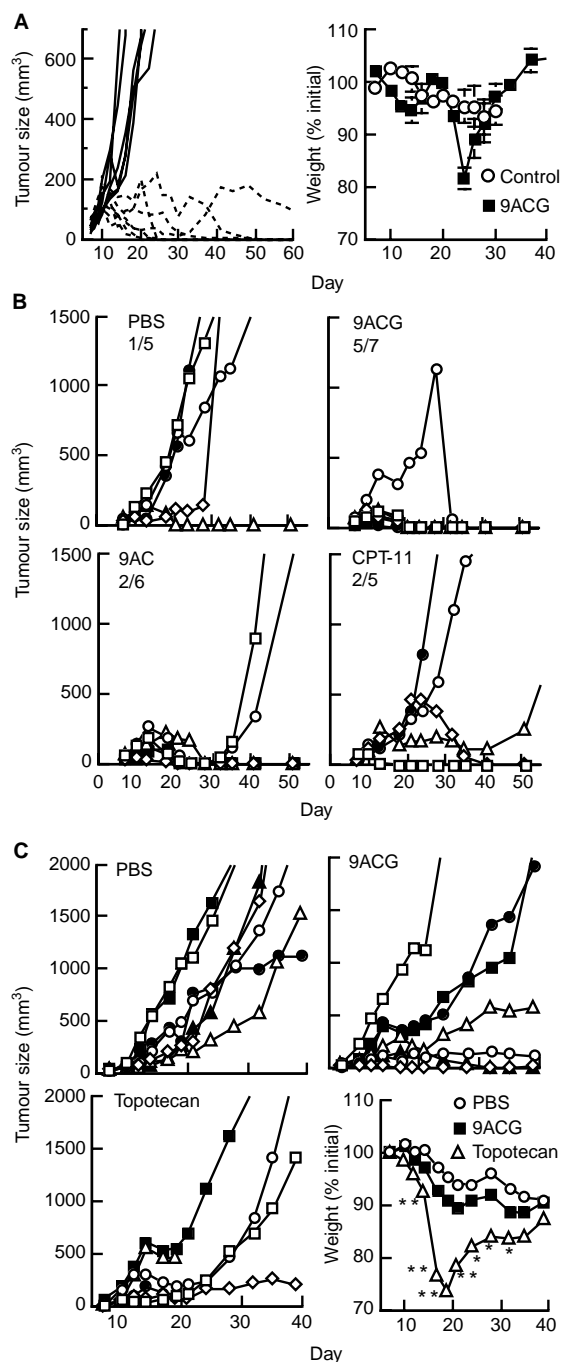 A
600
400
200
0
10 20 30 40 50 60
Tumour size (mm³)
110
100
90
80
70
0 10 20 30 40
Weight (% initial)
Control
9ACG
Day
B
PBS
1/5
1500
1000
500
0
9ACG
5/7
9AC
2/6
1500
1000
500
0
0 10 20 30 40 50
CPT-11
2/5
0 10 20 30 40 50
Tumour size (mm³)
Day
C
PBS
2000
1500
1000
500
0
9ACG
Topotecan
2000
1500
1000
500
0
10 20 30 40
Tumour size (mm³)
PBS
9ACG
Topotecan
110
100
90
80
70
10 20 30 40
Weight (% initial)
* *
* *
* *
* *
*
*
*
Day